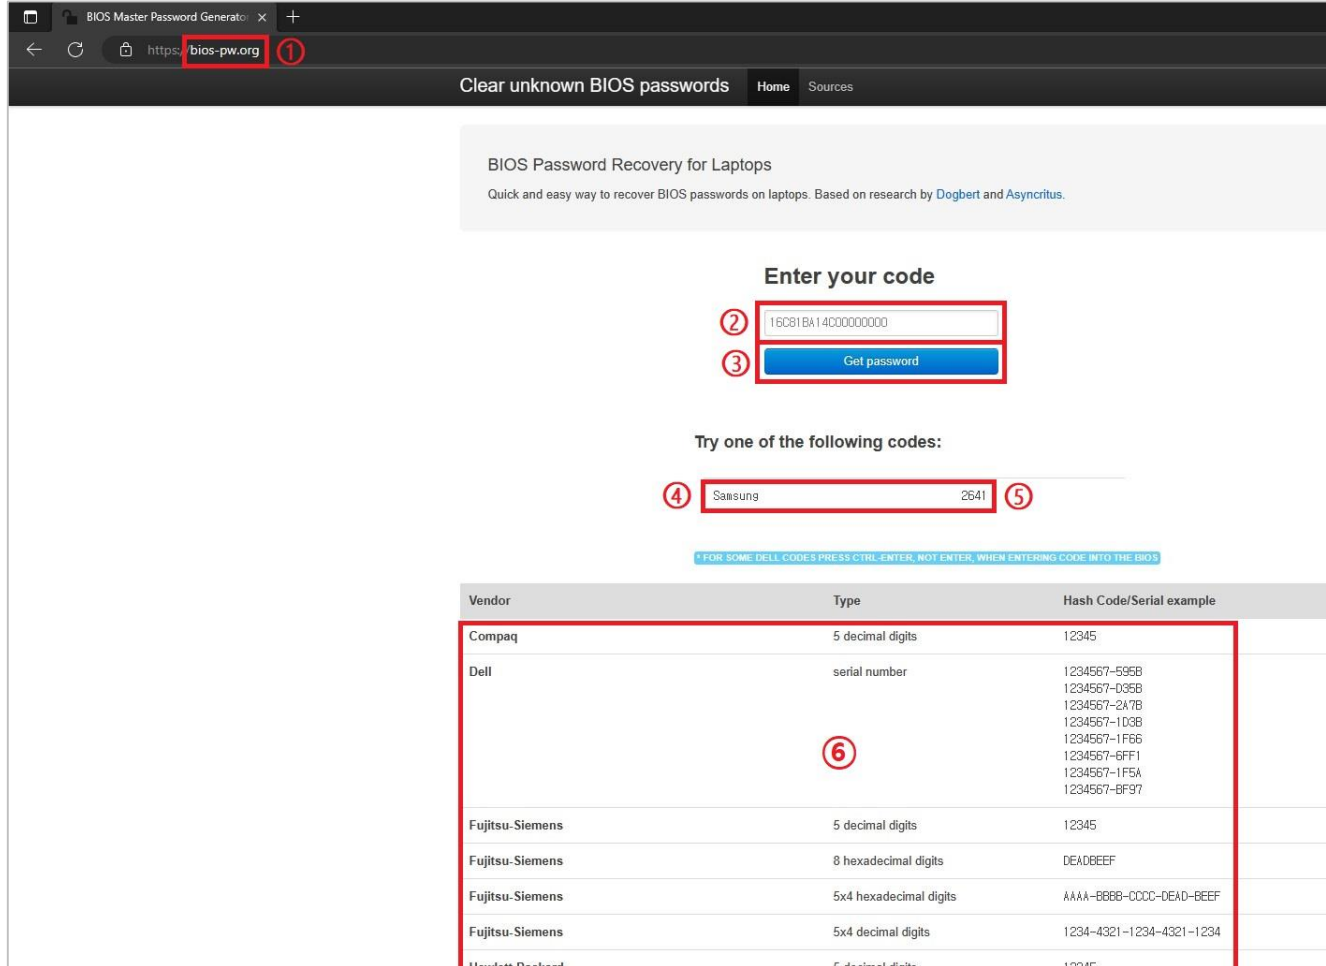 BIOS Master Password Generator
https://bios-pw.org ①
Clear unknown BIOS passwords Home Sources
BIOS Password Recovery for Laptops
Quick and easy way to recover BIOS passwords on laptops. Based on research by Dogbert and Asyncritus.
Enter your code
② 16C81BA14C00000000
③ Get password
Try one of the following codes:
④ Samsung 2641 ⑤
* FOR SOME DELL CODES PRESS CTRL-ENTER, NOT ENTER, WHEN ENTERING CODE INTO THE BIOS
Vendor Type Hash Code/Serial example
Compaq 5 decimal digits 12345
Dell serial number 1234567-595B
1234567-D35B
1234567-2A7B
1234567-1D3B
1234567-1F66
⑥ 1234567-6FF1
1234567-1F5A
1234567-BF97
Fujitsu-Siemens 5 decimal digits 12345
Fujitsu-Siemens 8 hexadecimal digits DEADBEEF
Fujitsu-Siemens 5x4 hexadecimal digits AAAA-BBBB-CCCC-DEAD-BEEF
Fujitsu-Siemens 5x4 decimal digits 1234-4321-1234-4321-1234